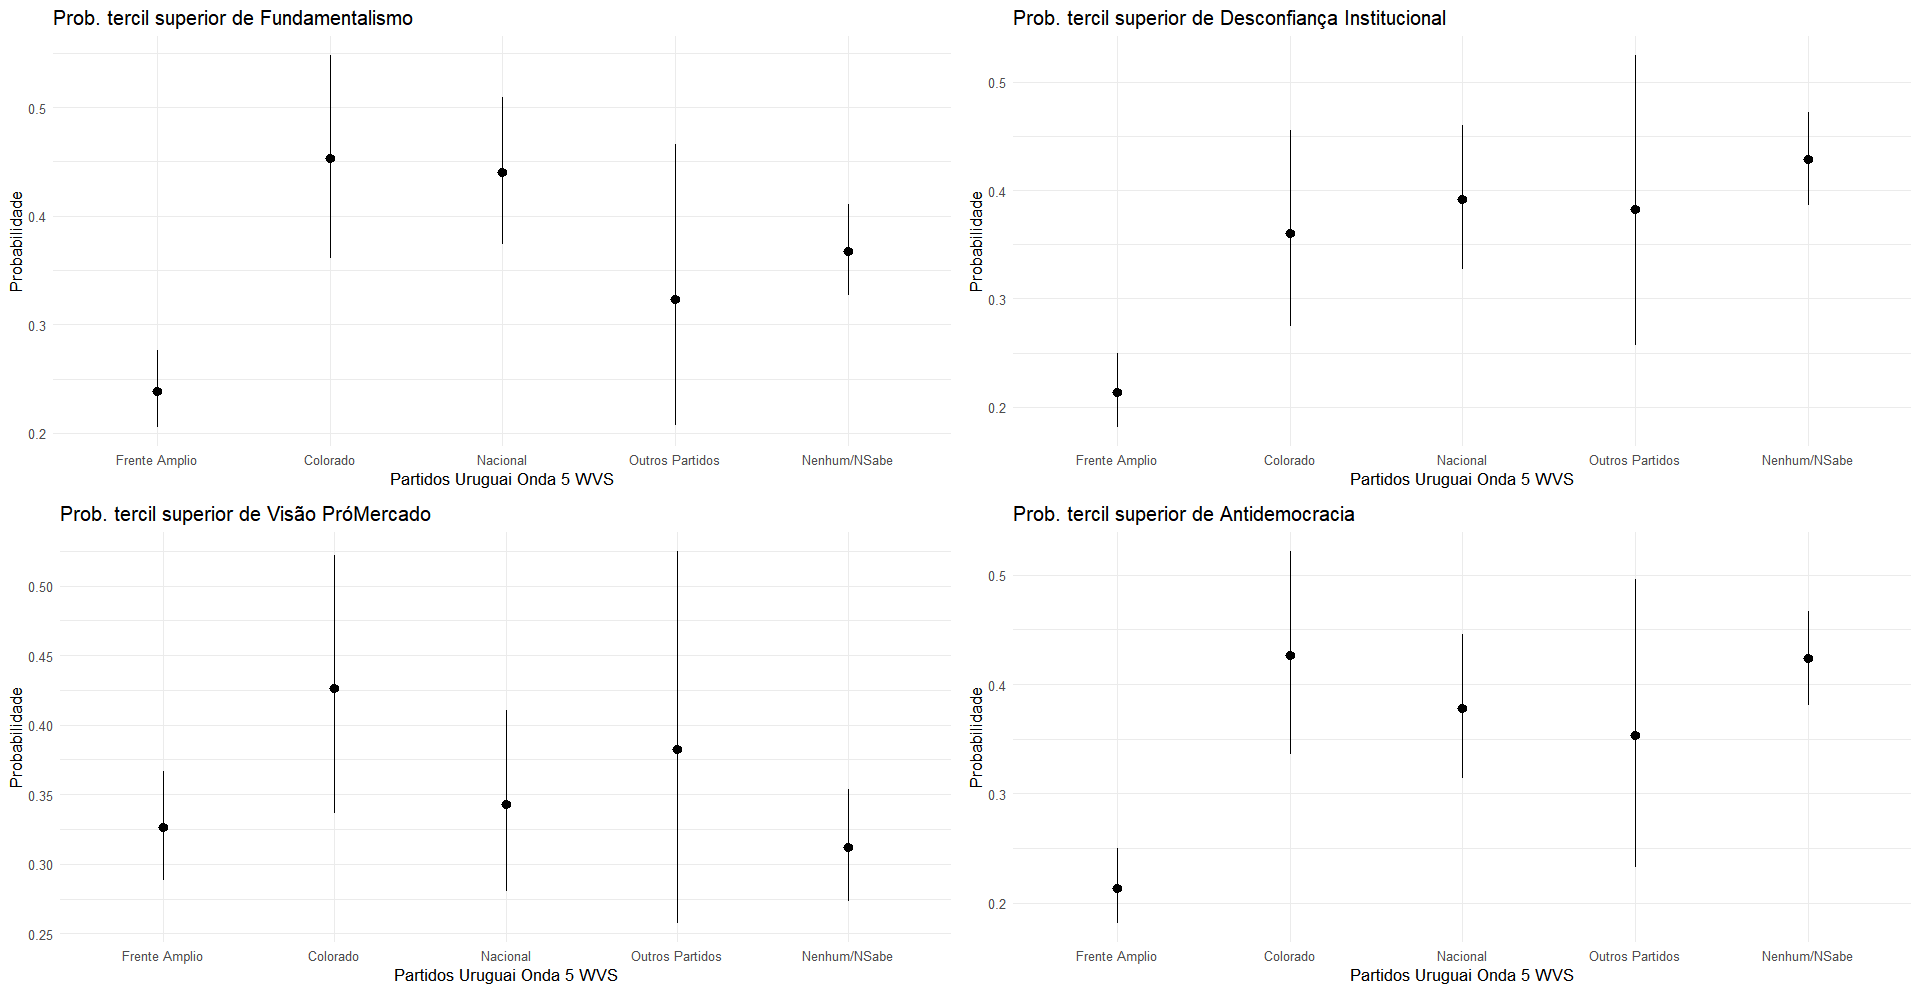 Prob. tercil superior de Fundamentalismo
Probabilidade
0.5
0.4
0.3
0.2
Frente Amplio Colorado Nacional Outros Partidos Nenhum/NSabe
Partidos Uruguai Onda 5 WVS
Prob. tercil superior de Desconfiança Institucional
Probabilidade
0.5
0.4
0.3
0.2
Frente Amplio Colorado Nacional Outros Partidos Nenhum/NSabe
Partidos Uruguai Onda 5 WVS
Prob. tercil superior de Visão PróMercado
Probabilidade
0.50
0.45
0.40
0.35
0.30
0.25
Frente Amplio Colorado Nacional Outros Partidos Nenhum/NSabe
Partidos Uruguai Onda 5 WVS
Prob. tercil superior de Antidemocracia
Probabilidade
0.5
0.4
0.3
0.2
Frente Amplio Colorado Nacional Outros Partidos Nenhum/NSabe
Partidos Uruguai Onda 5 WVS